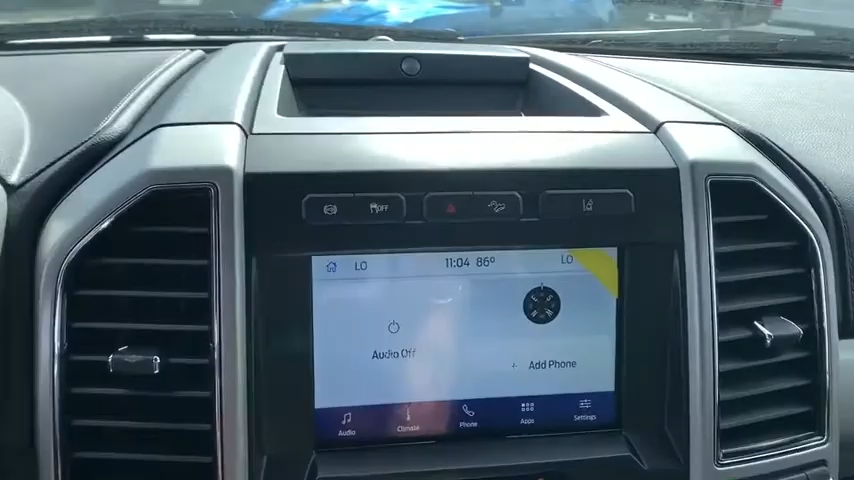 OFF
LO 11:04 86° LO
Audio Off
+ Add Phone
Audio Climate Phone Apps Settings